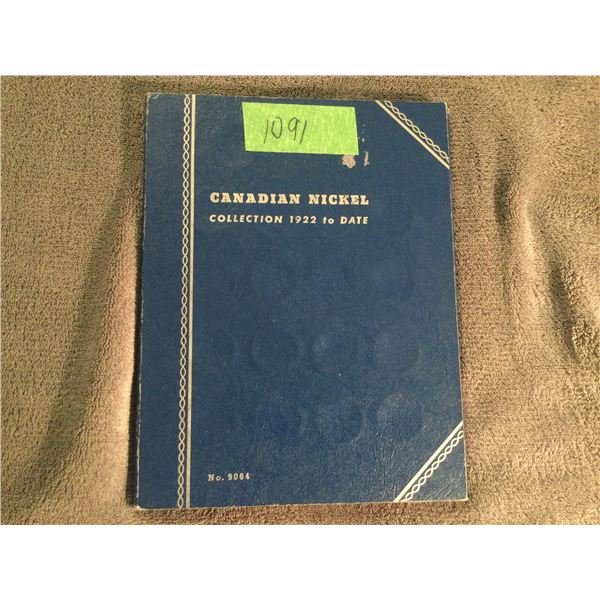 1091
CANADIAN NICKEL
COLLECTION 1922 to DATE
No. 9064